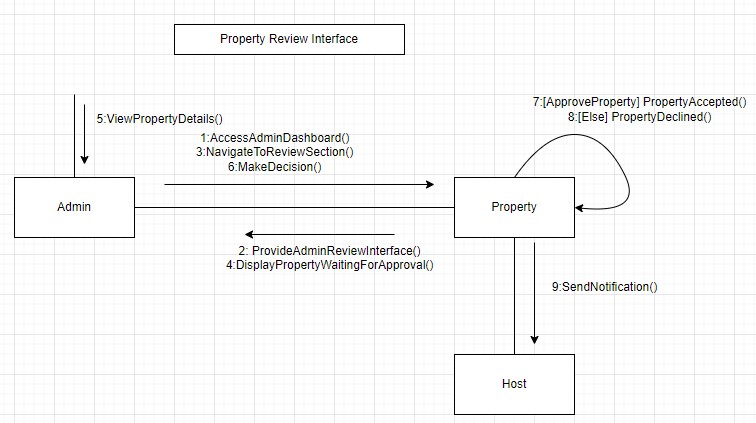 Property Review Interface
7:[ApproveProperty] PropertyAccepted()
8:[Else] PropertyDeclined()
5:ViewPropertyDetails()
1:AccessAdminDashboard()
3:NavigateToReviewSection()
6:MakeDecision()
Admin
Property
2: ProvideAdminReviewInterface()
4:DisplayPropertyWaitingForApproval()
9:SendNotification()
Host